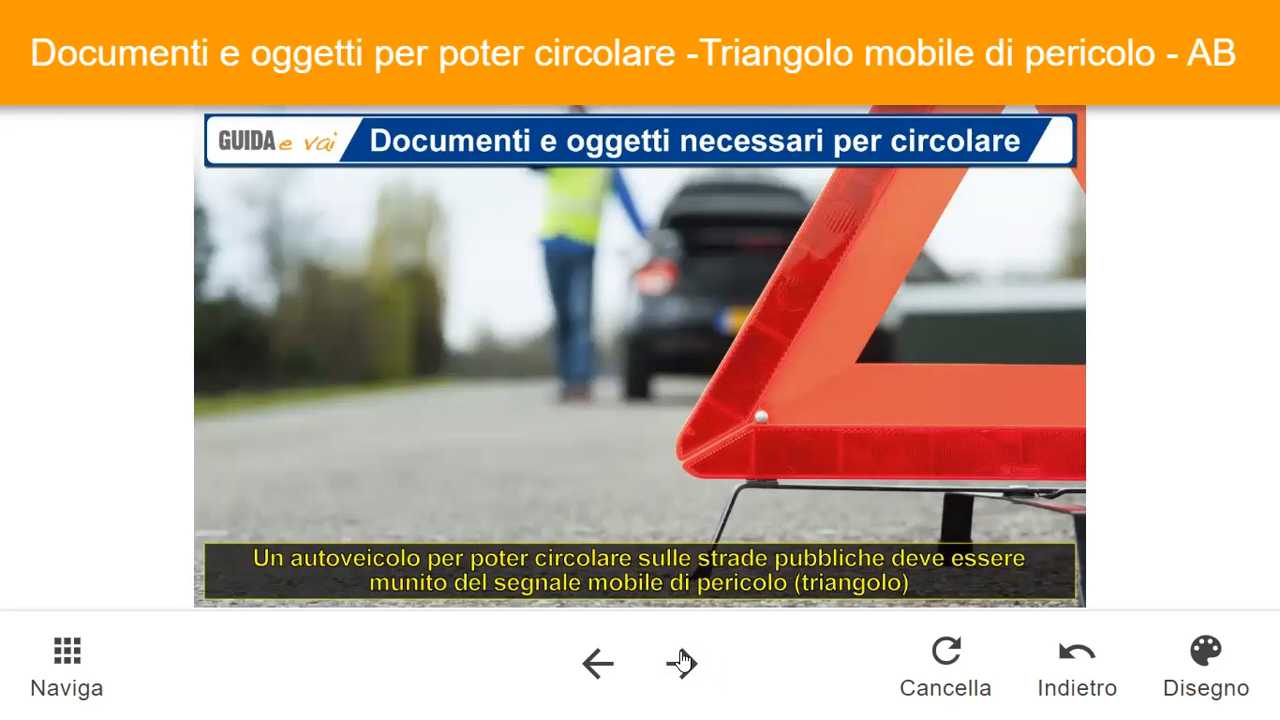 Documenti e oggetti per poter circolare -Triangolo mobile di pericolo - AB
GUIDA e vai
Documenti e oggetti necessari per circolare
Un autoveicolo per poter circolare sulle strade pubbliche deve essere
munito del segnale mobile di pericolo (triangolo)
Naviga
Cancella
Indietro
Disegno